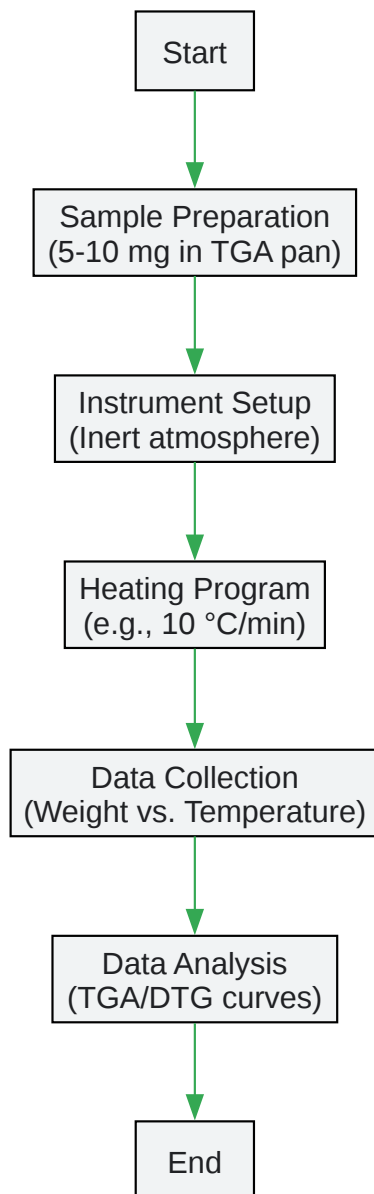 Start
Sample Preparation
(5-10 mg in TGA pan)
Instrument Setup
(Inert atmosphere)
Heating Program
(e.g., 10 °C/min)
Data Collection
(Weight vs. Temperature)
Data Analysis
(TGA/DTG curves)
End